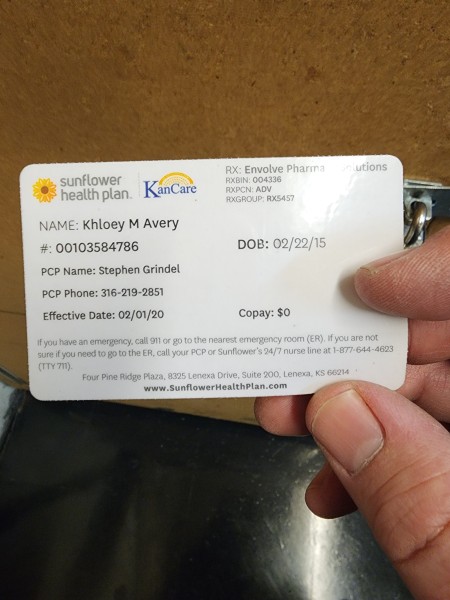 sunflower
health plan.
KanCare
RX: Envolve Pharma utions
RXBIN: 004336
RXPCN: ADV
RXGROUP: RX5457
NAME: Khloey M Avery
#: 00103584786
DOB: 02/22/15
PCP Name: Stephen Grindel
PCP Phone: 316-219-2851
Effective Date: 02/01/20
Copay: $0
If you have an emergency, call 911 or go to the nearest emergency room (ER). If you are not
sure if you need to go to the ER, call your PCP or Sunflower's 24/7 nurse line at 1-877-644-4623
(TTY 711).
Four Pine Ridge Plaza, 8325 Lenexa Drive, Suite 200, Lenexa, KS 66214
www.SunflowerHealthPlan.com